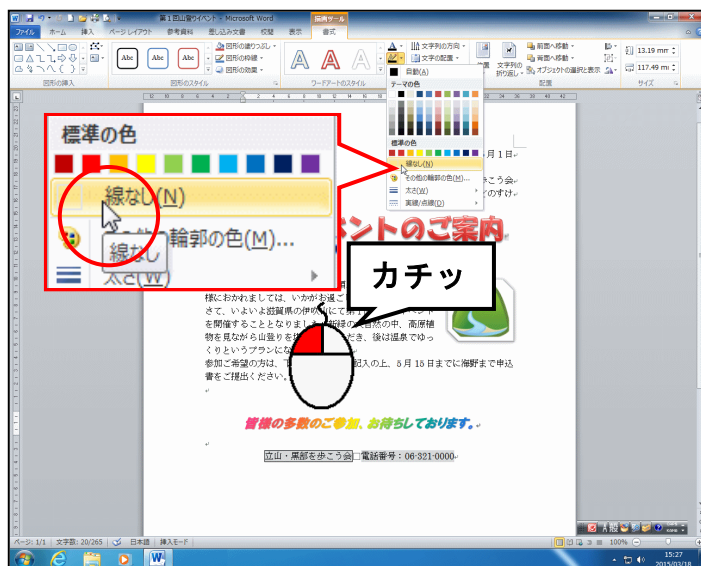 第1回山登りイベント - Microsoft Word
描画ツール
ファイル ホーム 挿入 ページ レイアウト 参考資料 差し込み文書 校閲 表示 書式
Abc Abc Abc
図形の塗りつぶし
図形の枠線
図形の効果
文字列の方向
文字の配置
文字列の折り返し
前面へ移動
背面へ移動
オブジェクトの選択と表示
13.19 mm
117.49 mm
図形の挿入 図形のスタイル ワードアートのスタイル 配置 サイズ
自動(A)
テーマの色
標準の色
線なし(N)
その他の輪郭の色(M)...
太さ(W)
実線/点線(D)
標準の色
線なし(N)
の輪郭の色(M)...
線なし
太さ(W)
月1日
歩こう会
のすけ
ントのご案内
カチッ
様におかれましては、いかがお過ご
さて、いよいよ滋賀県の伊吹山にて第1
を開催することとなりました
然の中、高原植
物を見ながら山登りを
だき、後は温泉でゆっ
くりというプランにな
参加ご希望の方は、下
記入の上、5月15日までに海野まで申込
書をご提出ください。
皆様の多数のご参加、お待ちしております。
立山・黒部を歩こう会□電話番号：06-321-0000
ページ: 1/1 文字数: 20/265 日本語 挿入モード 100%
A 般
15:27
2015/03/18